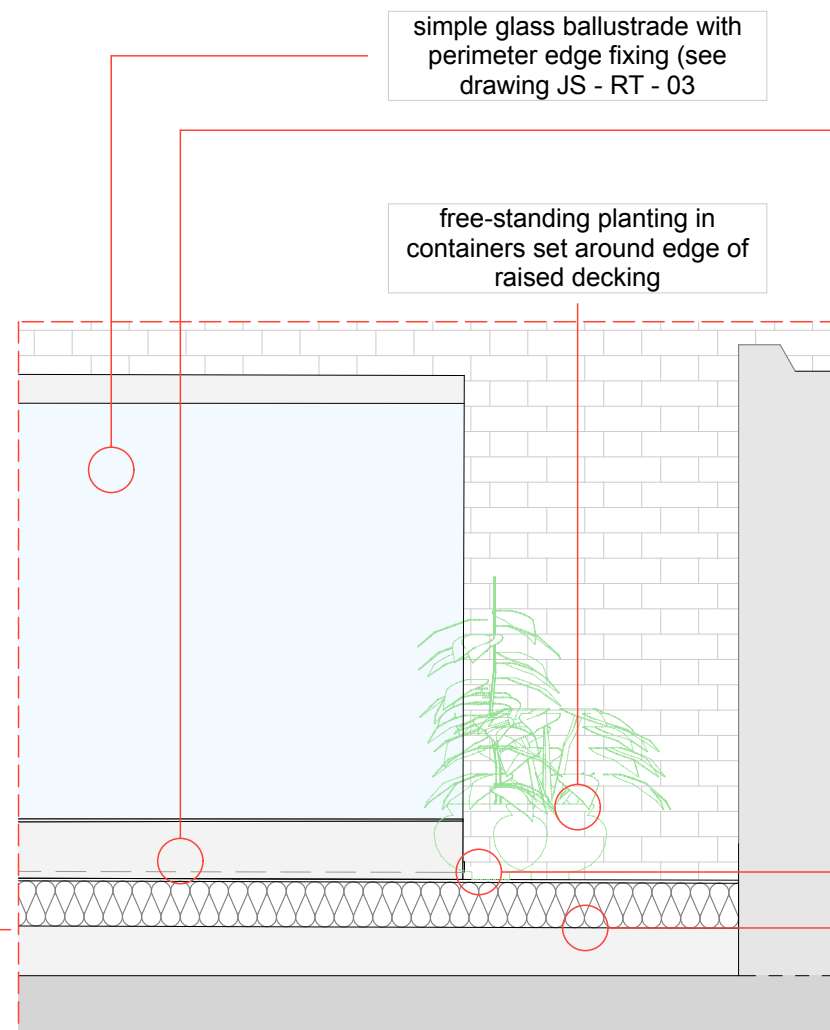 simple glass ballustrade with
perimeter edge fixing (see
drawing JS - RT - 03
free-standing planting in
containers set around edge of
raised decking